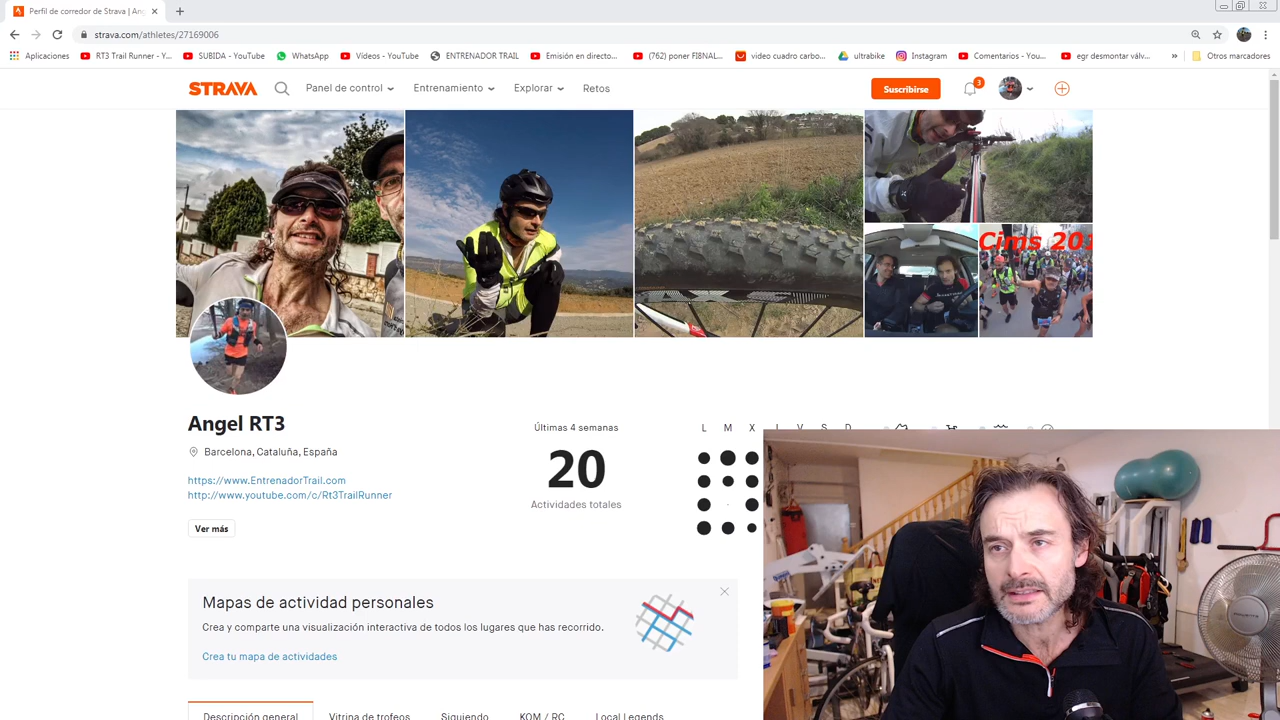 Perfil de corredor de Strava | Ang
strava.com/athletes/27169006
Aplicaciones
RT3 Trail Runner - Y...
SUBIDA - YouTube
WhatsApp
Vídeos - YouTube
ENTRENADOR TRAIL
Emisión en directo...
(762) poner FI8NAL...
video cuadro carbo...
ultrabike
Instagram
Comentarios - You...
egr desmontar válv...
»
Otros marcadores
STRAVA
Panel de control
Entrenamiento
Explorar
Retos
Suscribirse
3
Cims 201
Angel RT3
Barcelona, Cataluña, España
https://www.EntrenadorTrail.com
http://www.youtube.com/c/Rt3TrailRunner
Ver más
Últimas 4 semanas
20
Actividades totales
L M X J V S D
Mapas de actividad personales
Crea y comparte una visualización interactiva de todos los lugares que has recorrido.
Crea tu mapa de actividades
Descripción general
Vitrina de trofeos
Siguiendo
KOM / RC
Local Legends